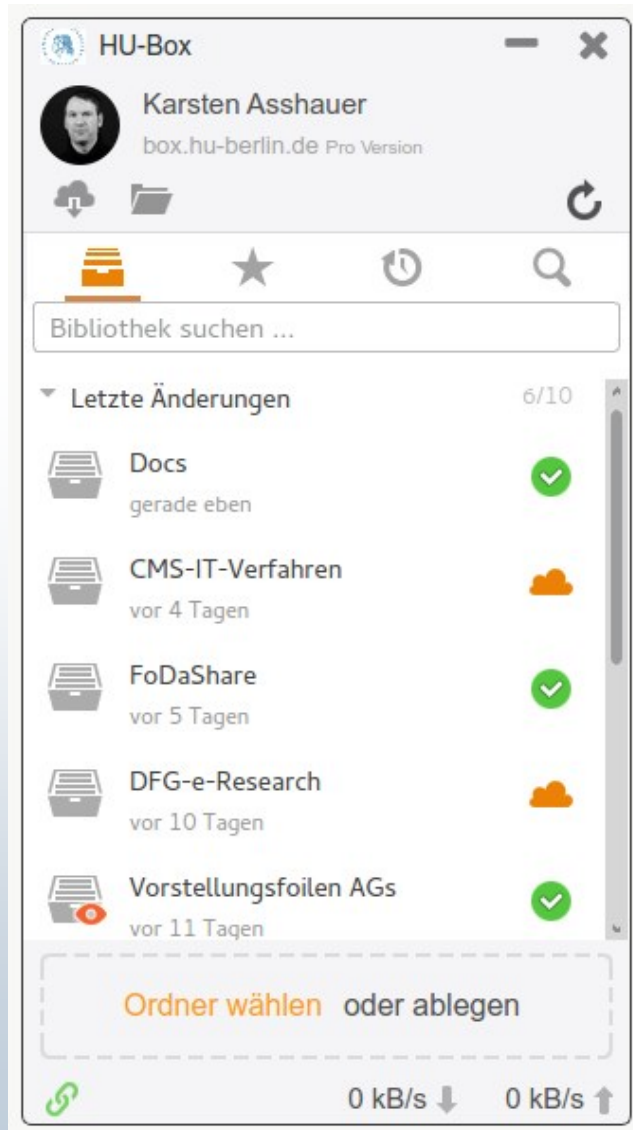 HU-Box
Karsten Asshauer
box.hu-berlin.de Pro Version
Bibliothek suchen ...
Letzte Änderungen 6/10
Docs
gerade eben
CMS-IT-Verfahren
vor 4 Tagen
FoDaShare
vor 5 Tagen
DFG-e-Research
vor 10 Tagen
Vorstellungsfoilen AGs
vor 11 Tagen
Ordner wählen oder ablegen
0 kB/s 0 kB/s